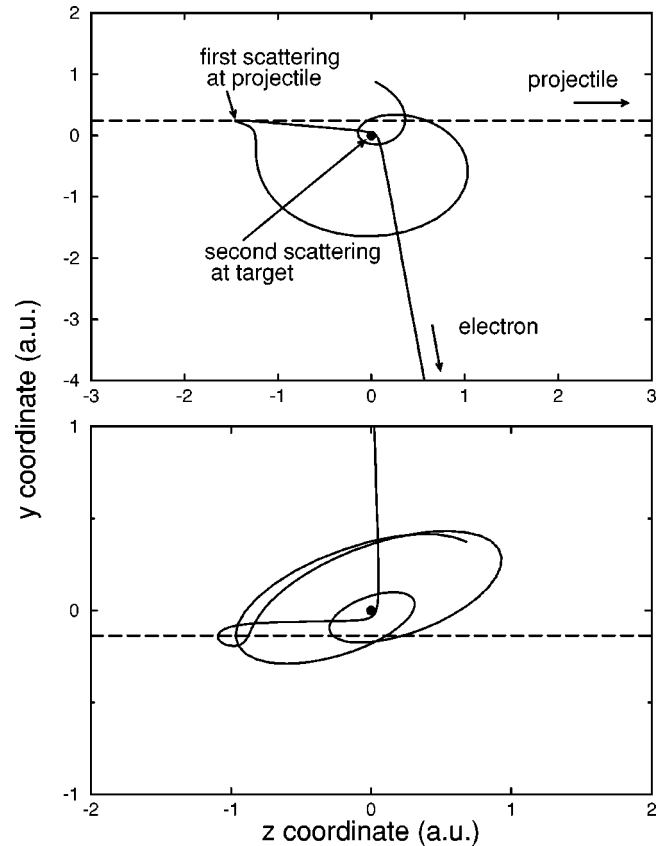 2
1
0
-1
-2
-3
-4
first scattering
at projectile
projectile
second scattering
at target
electron
-3
-2
-1
0
1
2
3
y coordinate (a.u.)
1
0
-1
-2
-1
0
1
2
z coordinate (a.u.)